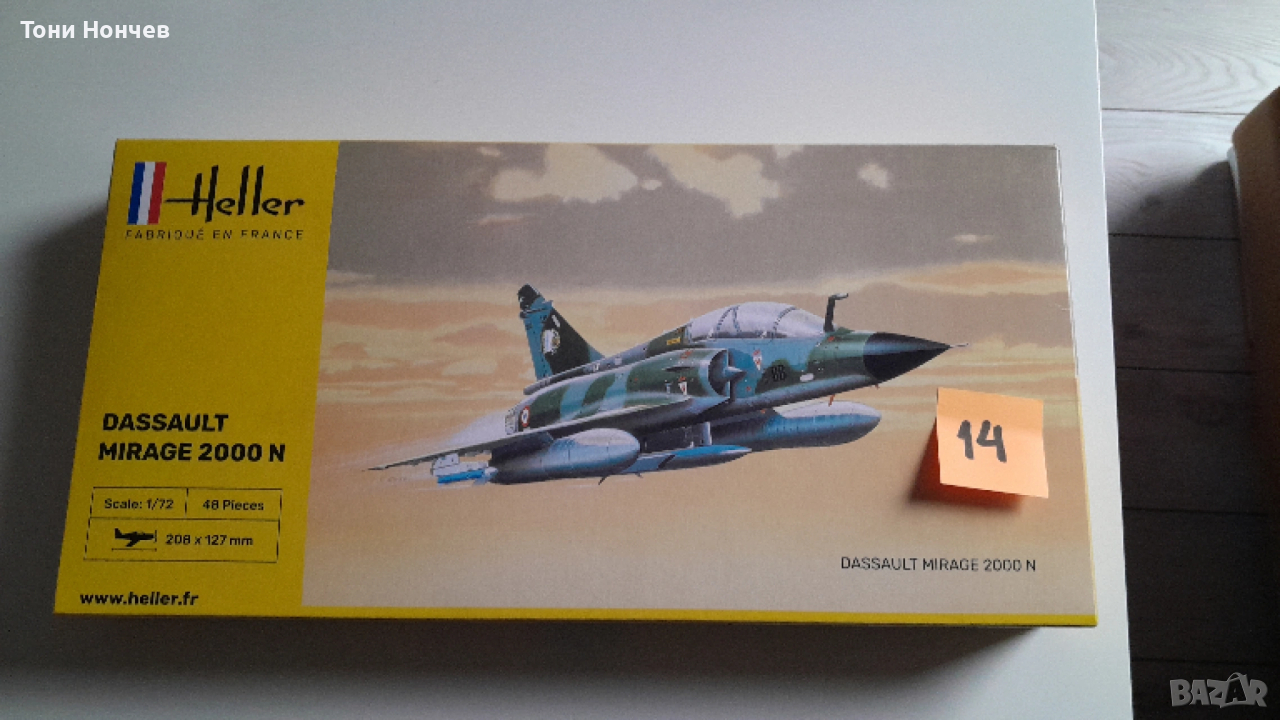 Тони Нончев
Heller
FABRIQUÉ EN FRANCE
DASSAULT
MIRAGE 2000 N
Scale: 1/72
48 Pieces
208 x 127 mm
www.heller.fr
BB
14
DASSAULT MIRAGE 2000 N
BAZAR